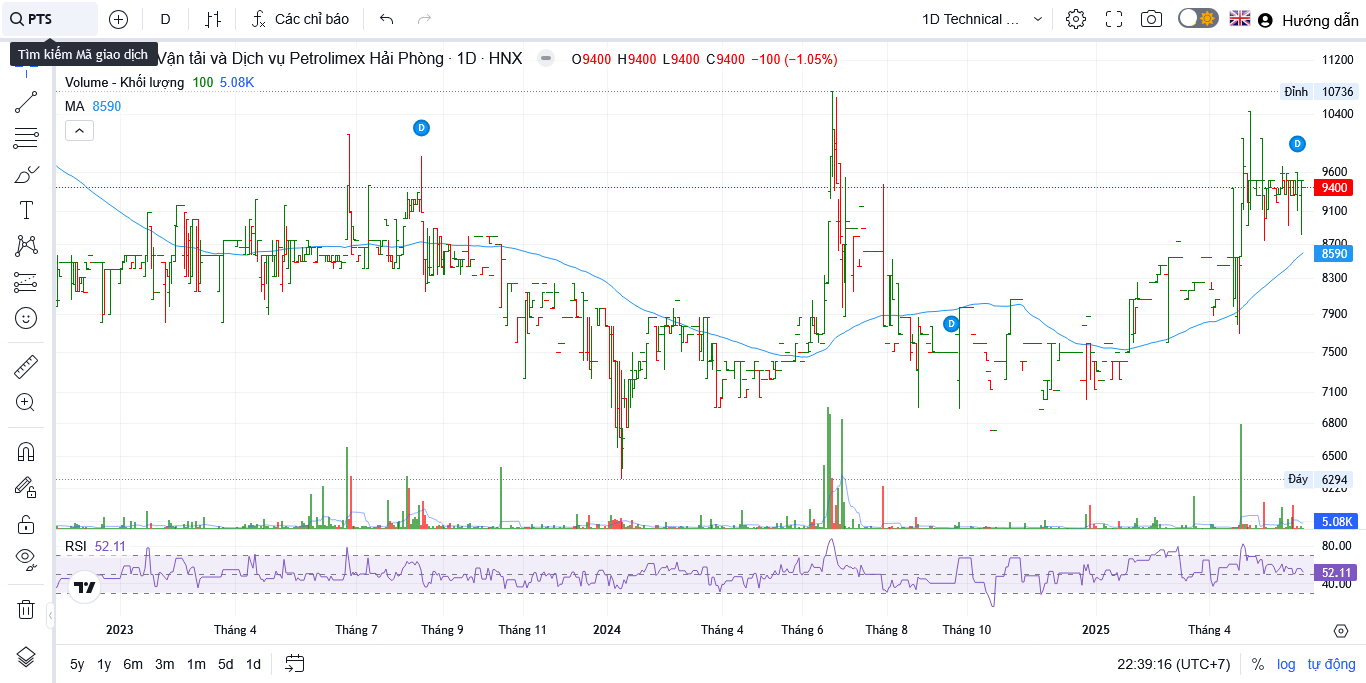 PTS
D
Các chỉ báo
1D Technical ...
Hướng dẫn
Tìm kiếm Mã giao dịch
Vận tải và Dịch vụ Petrolimex Hải Phòng · 1D · HNX
O9400 H9400 L9400 C9400 −100 (−1.05%)
Volume - Khối lượng 100 5.08K
MA 8590
D
D
D
11200
Đỉnh 10736
10400
9600
9400
9100
8700
8590
8300
7900
7500
7100
6800
6500
Đáy 6294
6220
5.08K
RSI 52.11
80.00
52.11
40.00
2023 Tháng 4 Tháng 7 Tháng 9 Tháng 11 2024 Tháng 4 Tháng 6 Tháng 8 Tháng 10 2025 Tháng 4
5y 1y 6m 3m 1m 5d 1d
22:39:16 (UTC+7) % log tự động